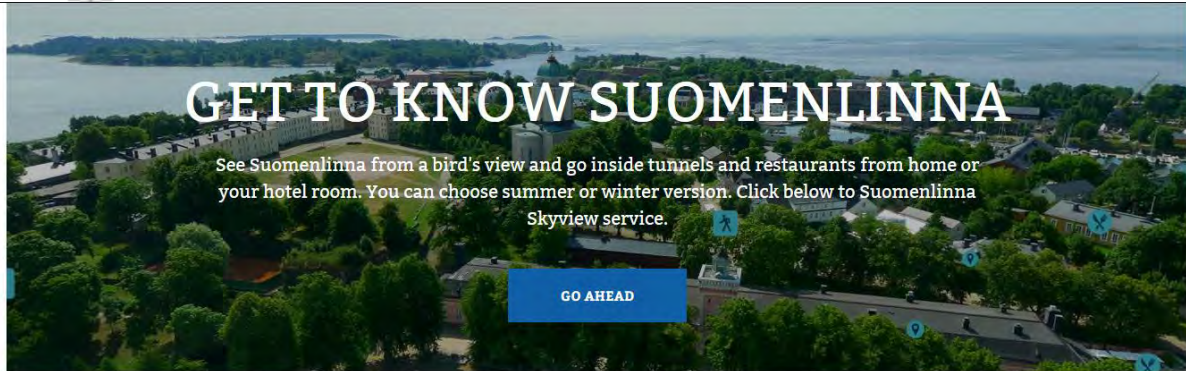 GET TO KNOW SUOMENLINNA
See Suomenlinna from a bird's view and go inside tunnels and restaurants from home or
your hotel room. You can choose summer or winter version. Click below to Suomenlinna
Skyview service.
GO AHEAD